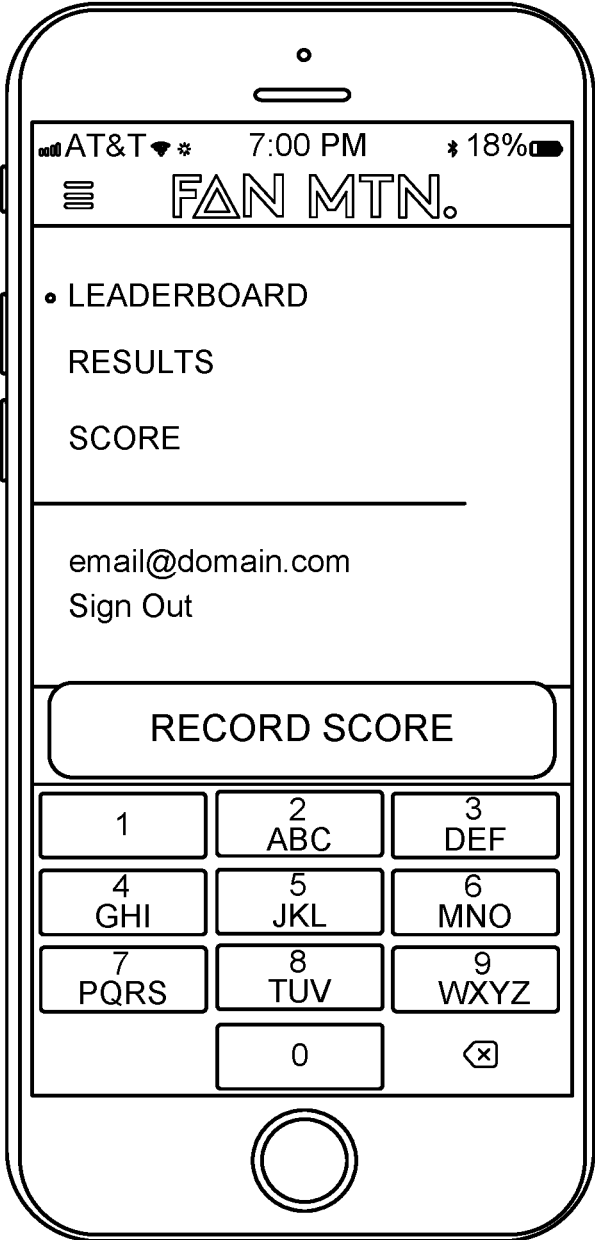 AT&T 7:00 PM 18%
FAN MTN.
LEADERBOARD
RESULTS
SCORE
email@domain.com
Sign Out
RECORD SCORE
1 2 3
ABC DEF
4 5 6
GHI JKL MNO
7 8 9
PQRS TUV WXYZ
0